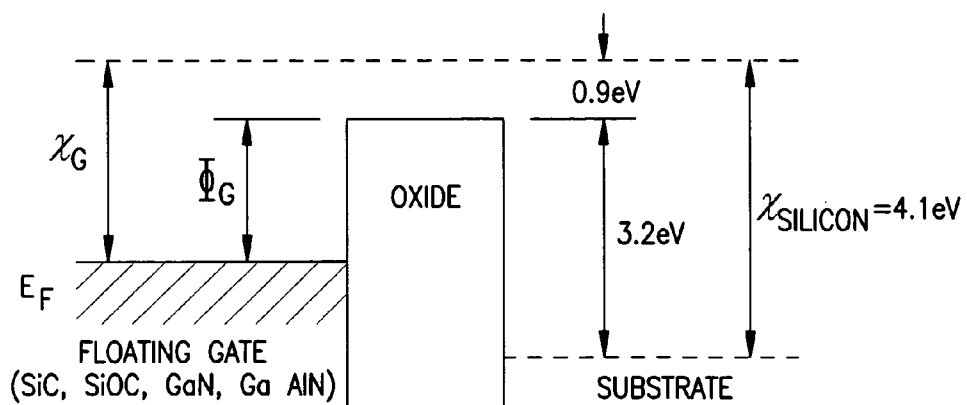 0.9eV
χG
ΦG
OXIDE
3.2eV
χSILICON=4.1eV
EF
FLOATING GATE
(SiC, SiOC, GaN, Ga AlN)
SUBSTRATE